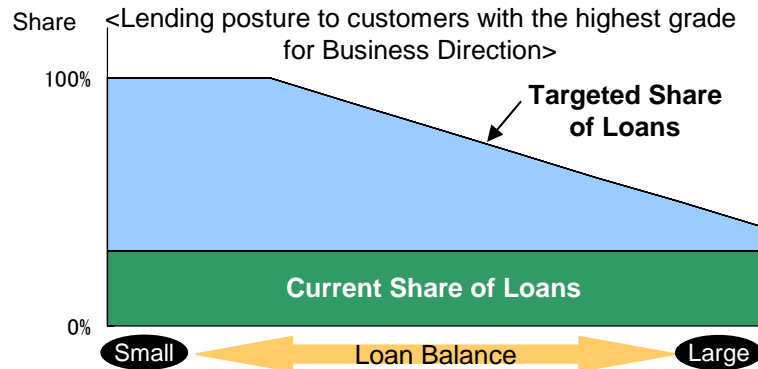 Share
<Lending posture to customers with the highest grade
for Business Direction>
100%
Targeted Share
of Loans
Current Share of Loans
0%
Small
Loan Balance
Large